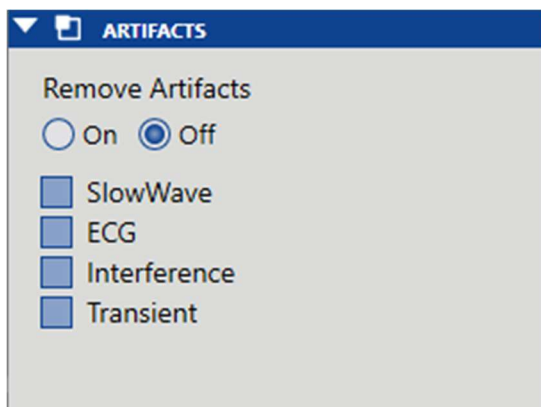 ARTIFACTS
Remove Artifacts
On Off
SlowWave
ECG
Interference
Transient